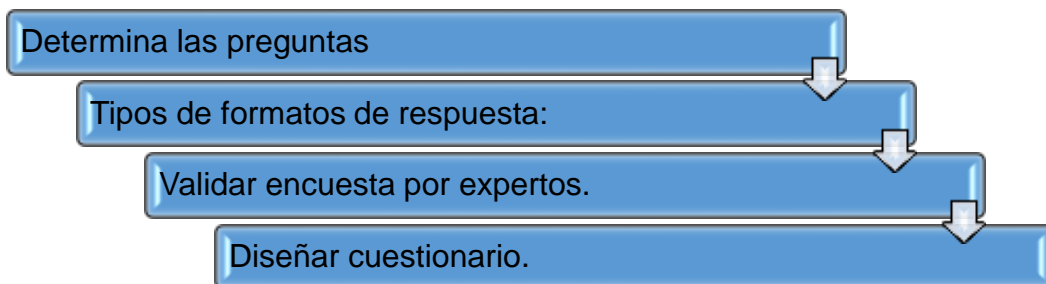 Determina las preguntas
Tipos de formatos de respuesta:
Validar encuesta por expertos.
Diseñar cuestionario.